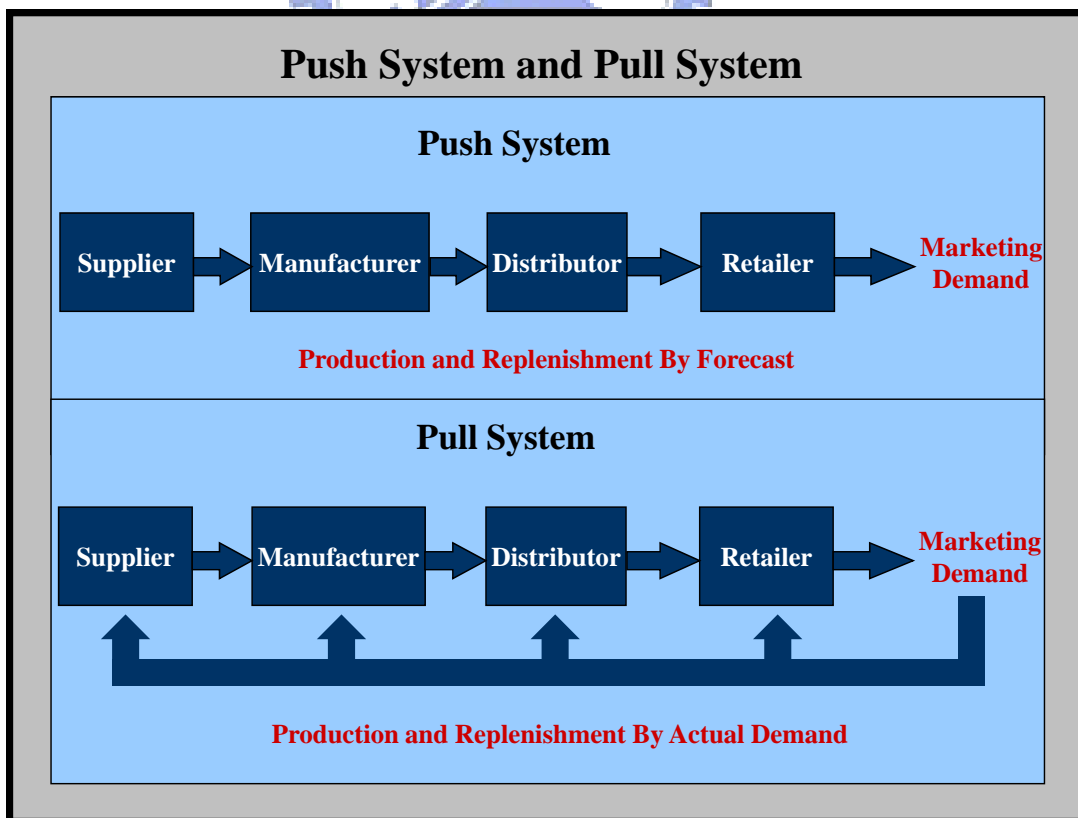 Push System and Pull System
Push System
Supplier
Manufacturer
Distributor
Retailer
Marketing
Demand
Production and Replenishment By Forecast
Pull System
Supplier
Manufacturer
Distributor
Retailer
Marketing
Demand
Production and Replenishment By Actual Demand